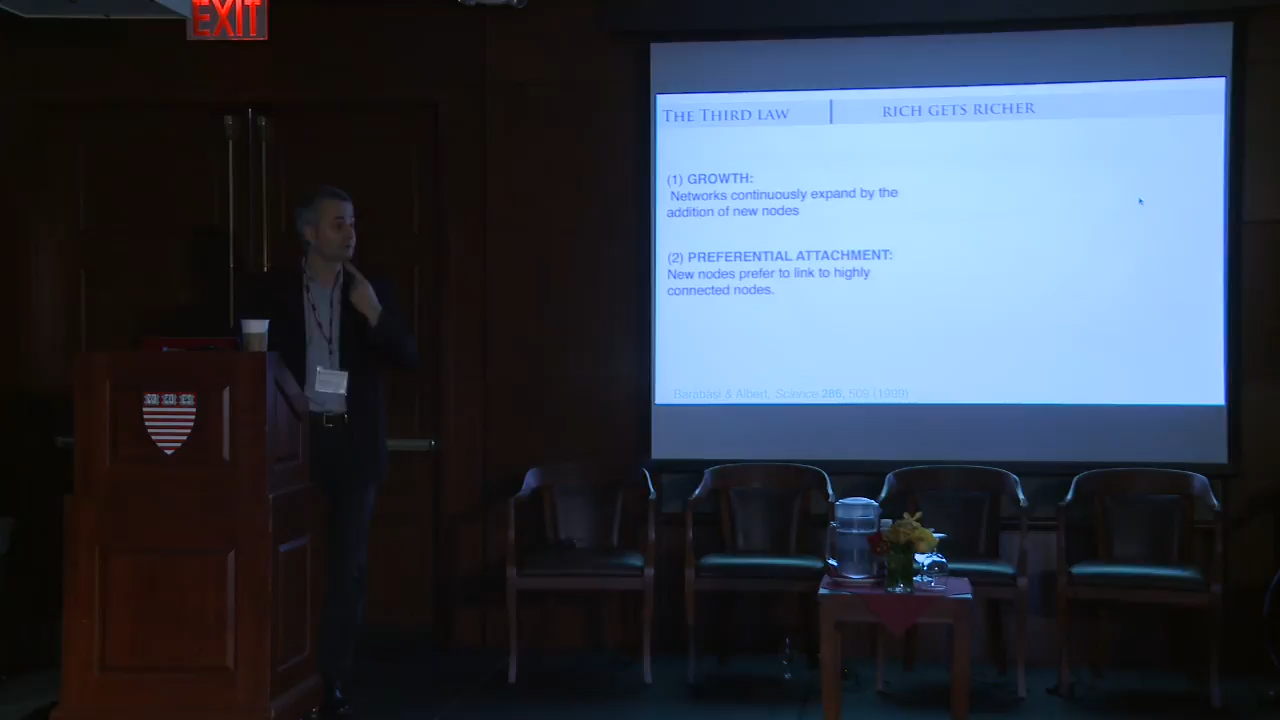 EXIT
THE THIRD LAW
RICH GETS RICHER
(1) GROWTH:
Networks continuously expand by the
addition of new nodes
(2) PREFERENTIAL ATTACHMENT:
New nodes prefer to link to highly
connected nodes.
Barabási & Albert, Science 286, 509 (1999)